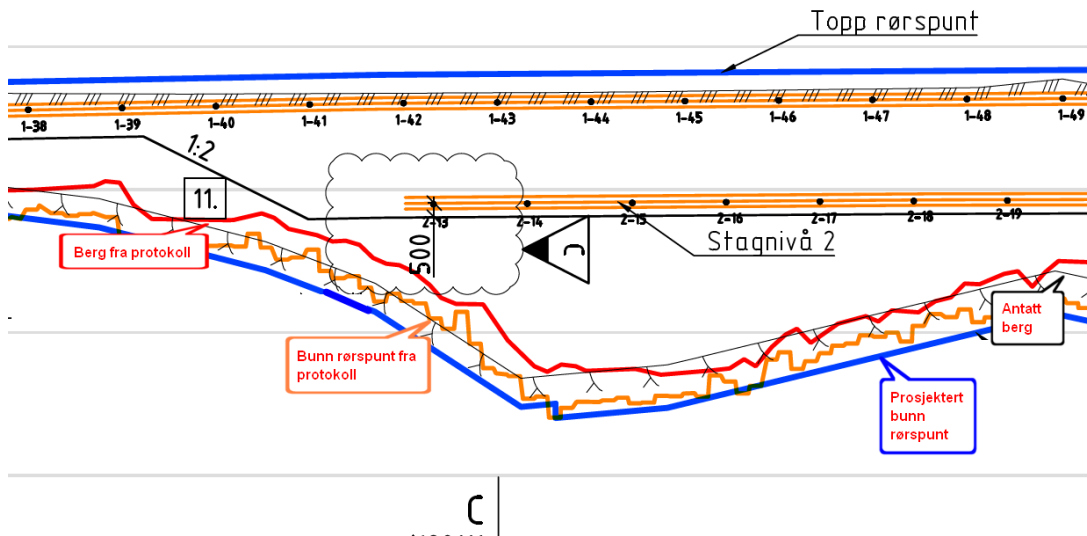 Topp rørspunt
1-38 1-39 1-40 1-41 1-42 1-43 1-44 1-45 1-46 1-47 1-48 1-49
1:2
11.
2-13 2-14 2-15 2-16 2-17 2-18 2-19
Berg fra protokoll
500
C
Stagnivå 2
Antatt
berg
Bunn rørspunt fra
protokoll
Prosjektert
bunn
rørspunt
C